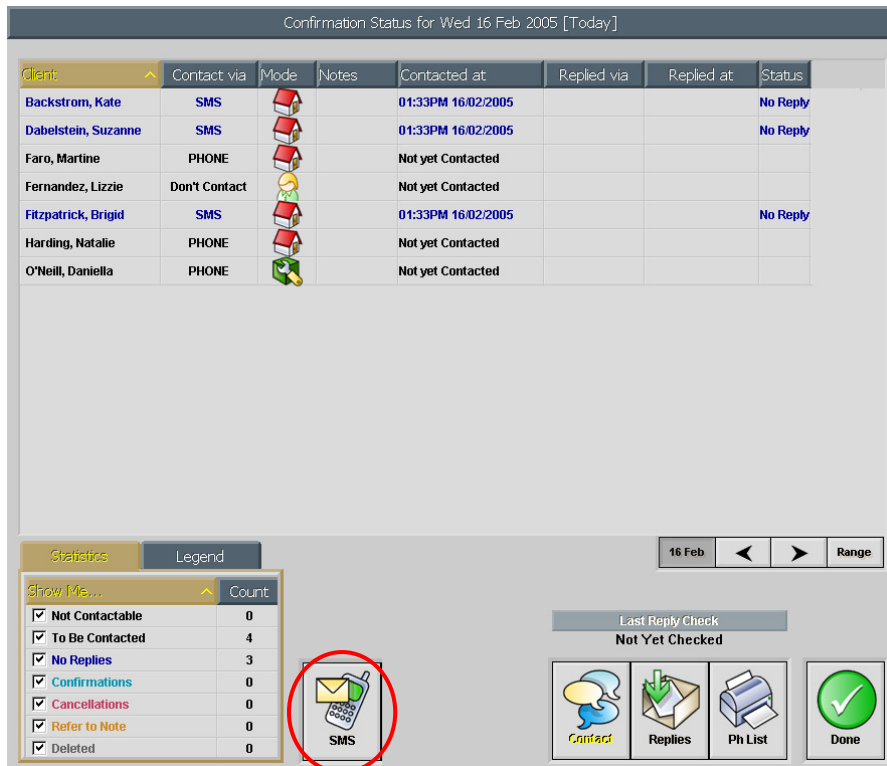 Confirmation Status for Wed 16 Feb 2005 [Today]
Client Contact via Mode Notes Contacted at Replied via Replied at Status
Backstrom, Kate SMS 01:33PM 16/02/2005 No Reply
Dabelstein, Suzanne SMS 01:33PM 16/02/2005 No Reply
Faro, Martine PHONE Not yet Contacted
Fernandez, Lizzie Don't Contact Not yet Contacted
Fitzpatrick, Brigid SMS 01:33PM 16/02/2005 No Reply
Harding, Natalie PHONE Not yet Contacted
O'Neill, Daniella PHONE Not yet Contacted
16 Feb Range
Statistics Legend
Show Me... Count
Not Contactable 0
To Be Contacted 4
No Replies 3
Confirmations 0
Cancellations 0
Refer to Note 0
Deleted 0
SMS
Last Reply Check
Not Yet Checked
Contact Replies Ph List Done